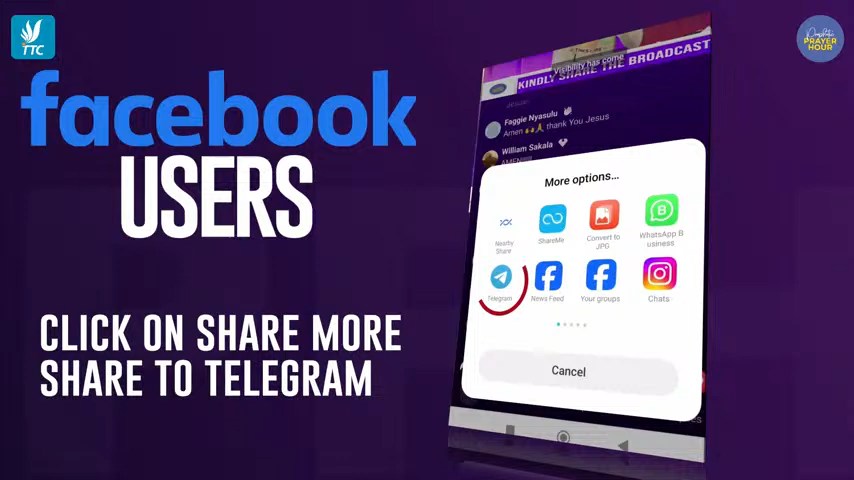 TTC
PRAYER
HOUR
facebook
USERS
CLICK ON SHARE MORE
SHARE TO TELEGRAM
Visibility has come
KINDLY SHARE THE BROADCAST
Faggie Nyasulu
Amen 🙌🙏 thank You Jesus
William Sakala
AMEN
More options...
Nearby
Share
ShareMe
Convert to
JPG
WhatsApp B
usiness
Telegram
News Feed
Your groups
Chats
Cancel